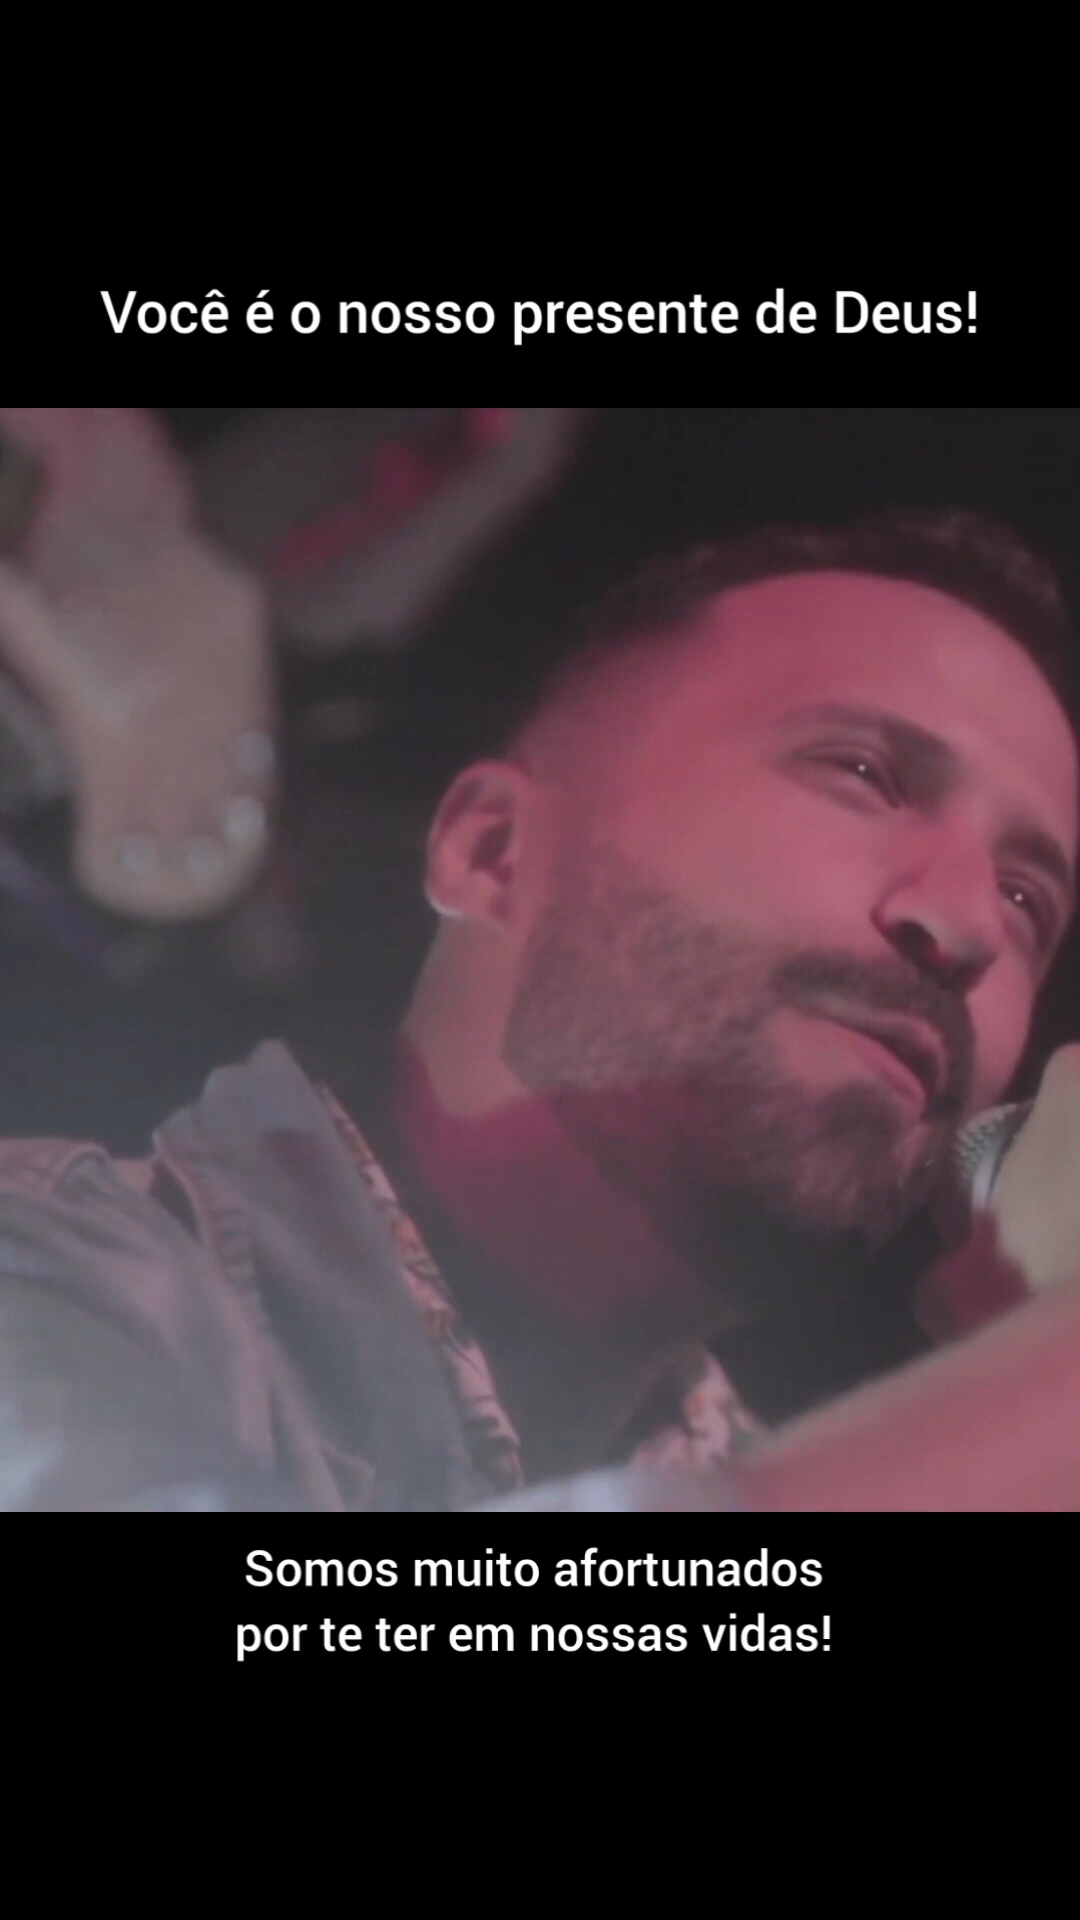 Você é o nosso presente de Deus!
Somos muito afortunados
por te ter em nossas vidas!